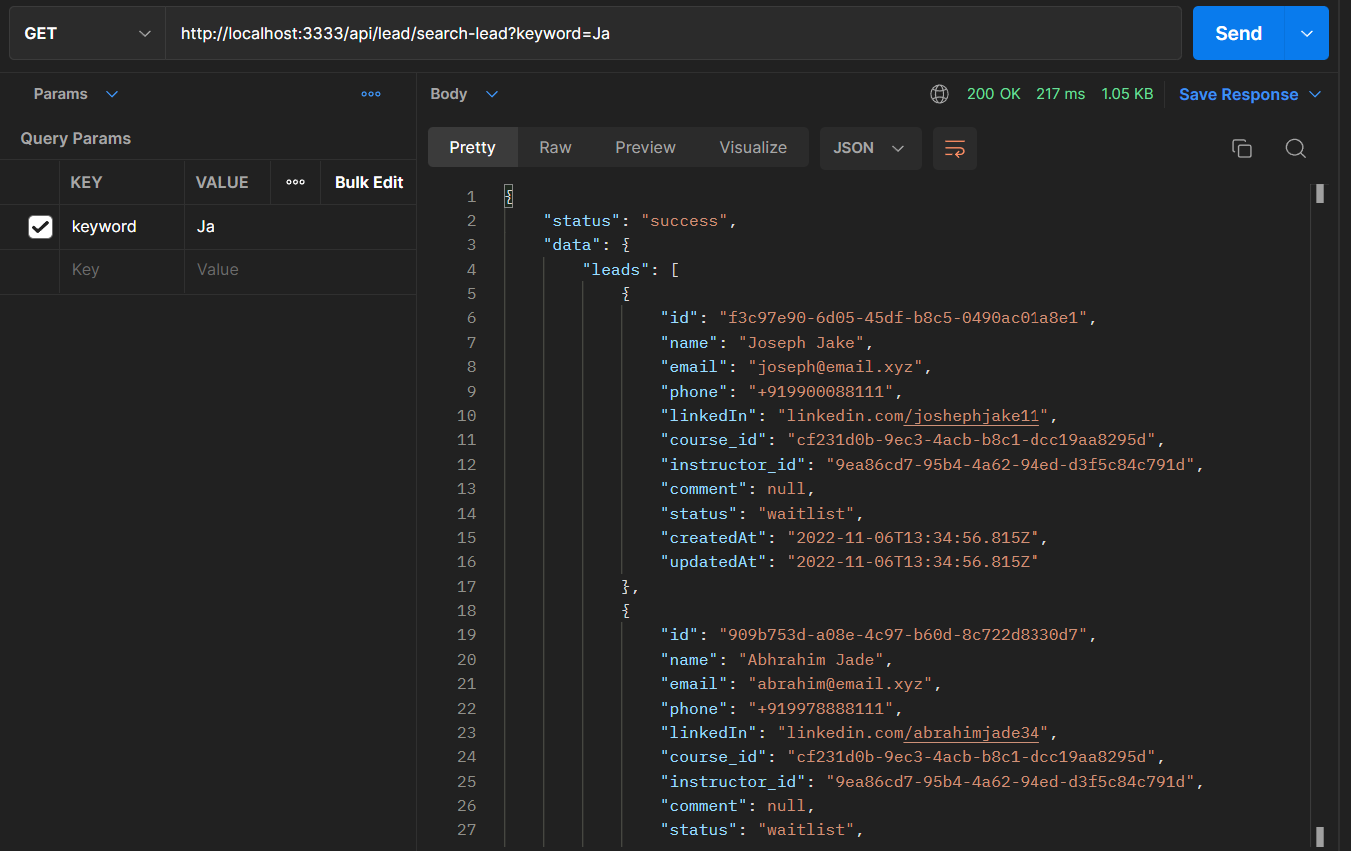 GET http://localhost:3333/api/lead/search-lead?keyword=Ja Send
Params Body 200 OK 217 ms 1.05 KB Save Response
Query Params
Pretty Raw Preview Visualize JSON
KEY VALUE Bulk Edit
keyword Ja
Key Value
1 {
2 "status": "success",
3 "data": {
4 "leads": [
5 {
6 "id": "f3c97e90-6d05-45df-b8c5-0490ac01a8e1",
7 "name": "Joseph Jake",
8 "email": "joseph@email.xyz",
9 "phone": "+919900088111",
10 "linkedIn": "linkedin.com/joshephjake11",
11 "course_id": "cf231d0b-9ec3-4acb-b8c1-dcc19aa8295d",
12 "instructor_id": "9ea86cd7-95b4-4a62-94ed-d3f5c84c791d",
13 "comment": null,
14 "status": "waitlist",
15 "createdAt": "2022-11-06T13:34:56.815Z",
16 "updatedAt": "2022-11-06T13:34:56.815Z"
17 },
18 {
19 "id": "909b753d-a08e-4c97-b60d-8c722d8330d7",
20 "name": "Abhrahim Jade",
21 "email": "abrahim@email.xyz",
22 "phone": "+919978888111",
23 "linkedIn": "linkedin.com/abrahimjade34",
24 "course_id": "cf231d0b-9ec3-4acb-b8c1-dcc19aa8295d",
25 "instructor_id": "9ea86cd7-95b4-4a62-94ed-d3f5c84c791d",
26 "comment": null,
27 "status": "waitlist",